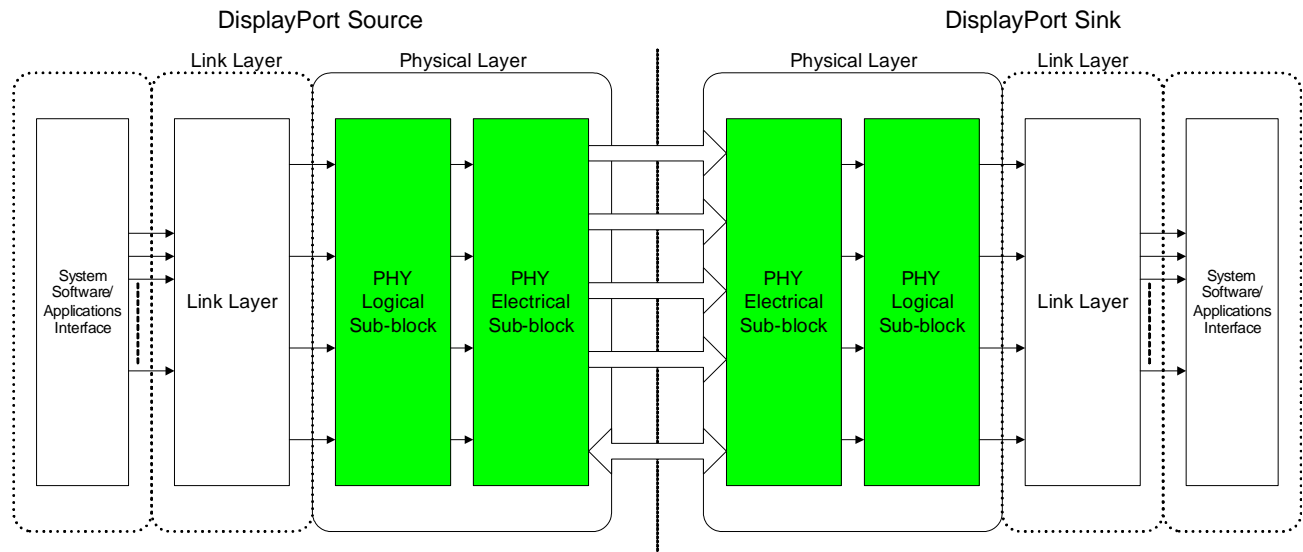 DisplayPort Source
DisplayPort Sink
Link Layer
Physical Layer
Physical Layer
Link Layer
System
Software/
Applications
Interface
Link Layer
PHY
Logical
Sub-block
PHY
Electrical
Sub-block
PHY
Electrical
Sub-block
PHY
Logical
Sub-block
Link Layer
System
Software/
Applications
Interface